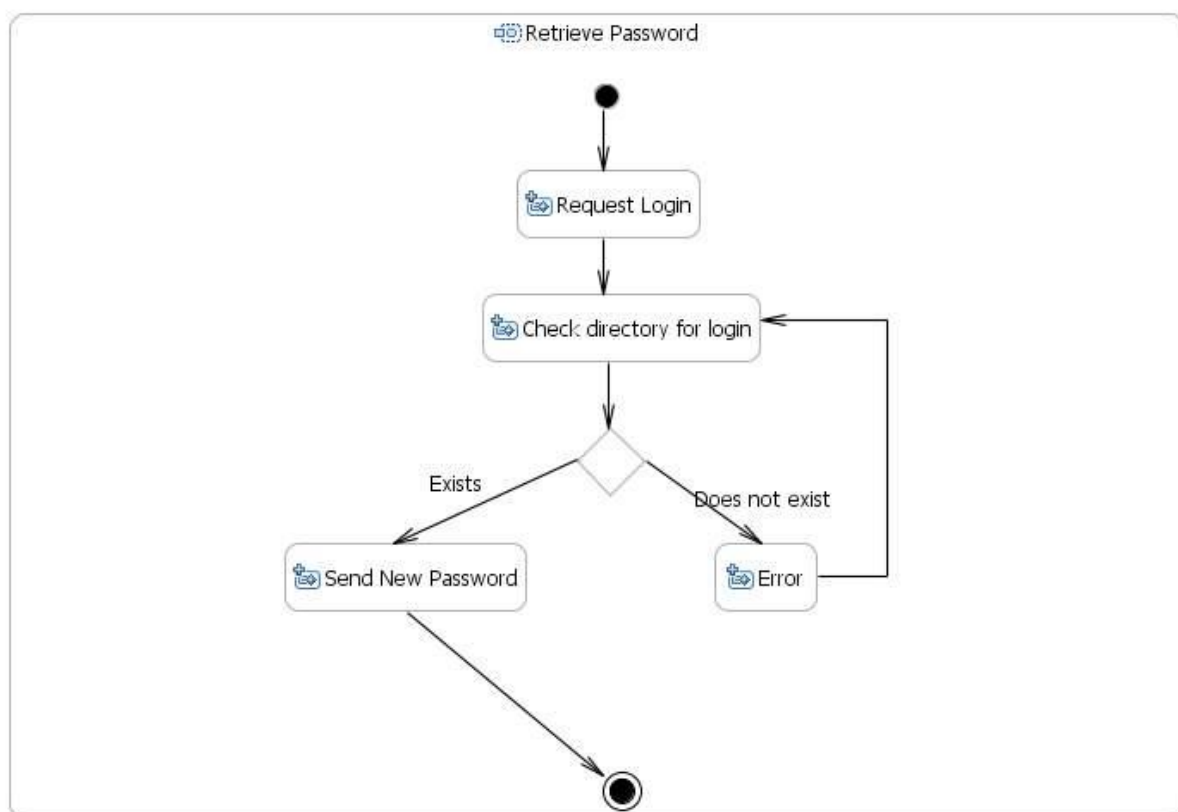 Retrieve Password
Request Login
Check directory for login
Exists
Does not exist
Send New Password
Error